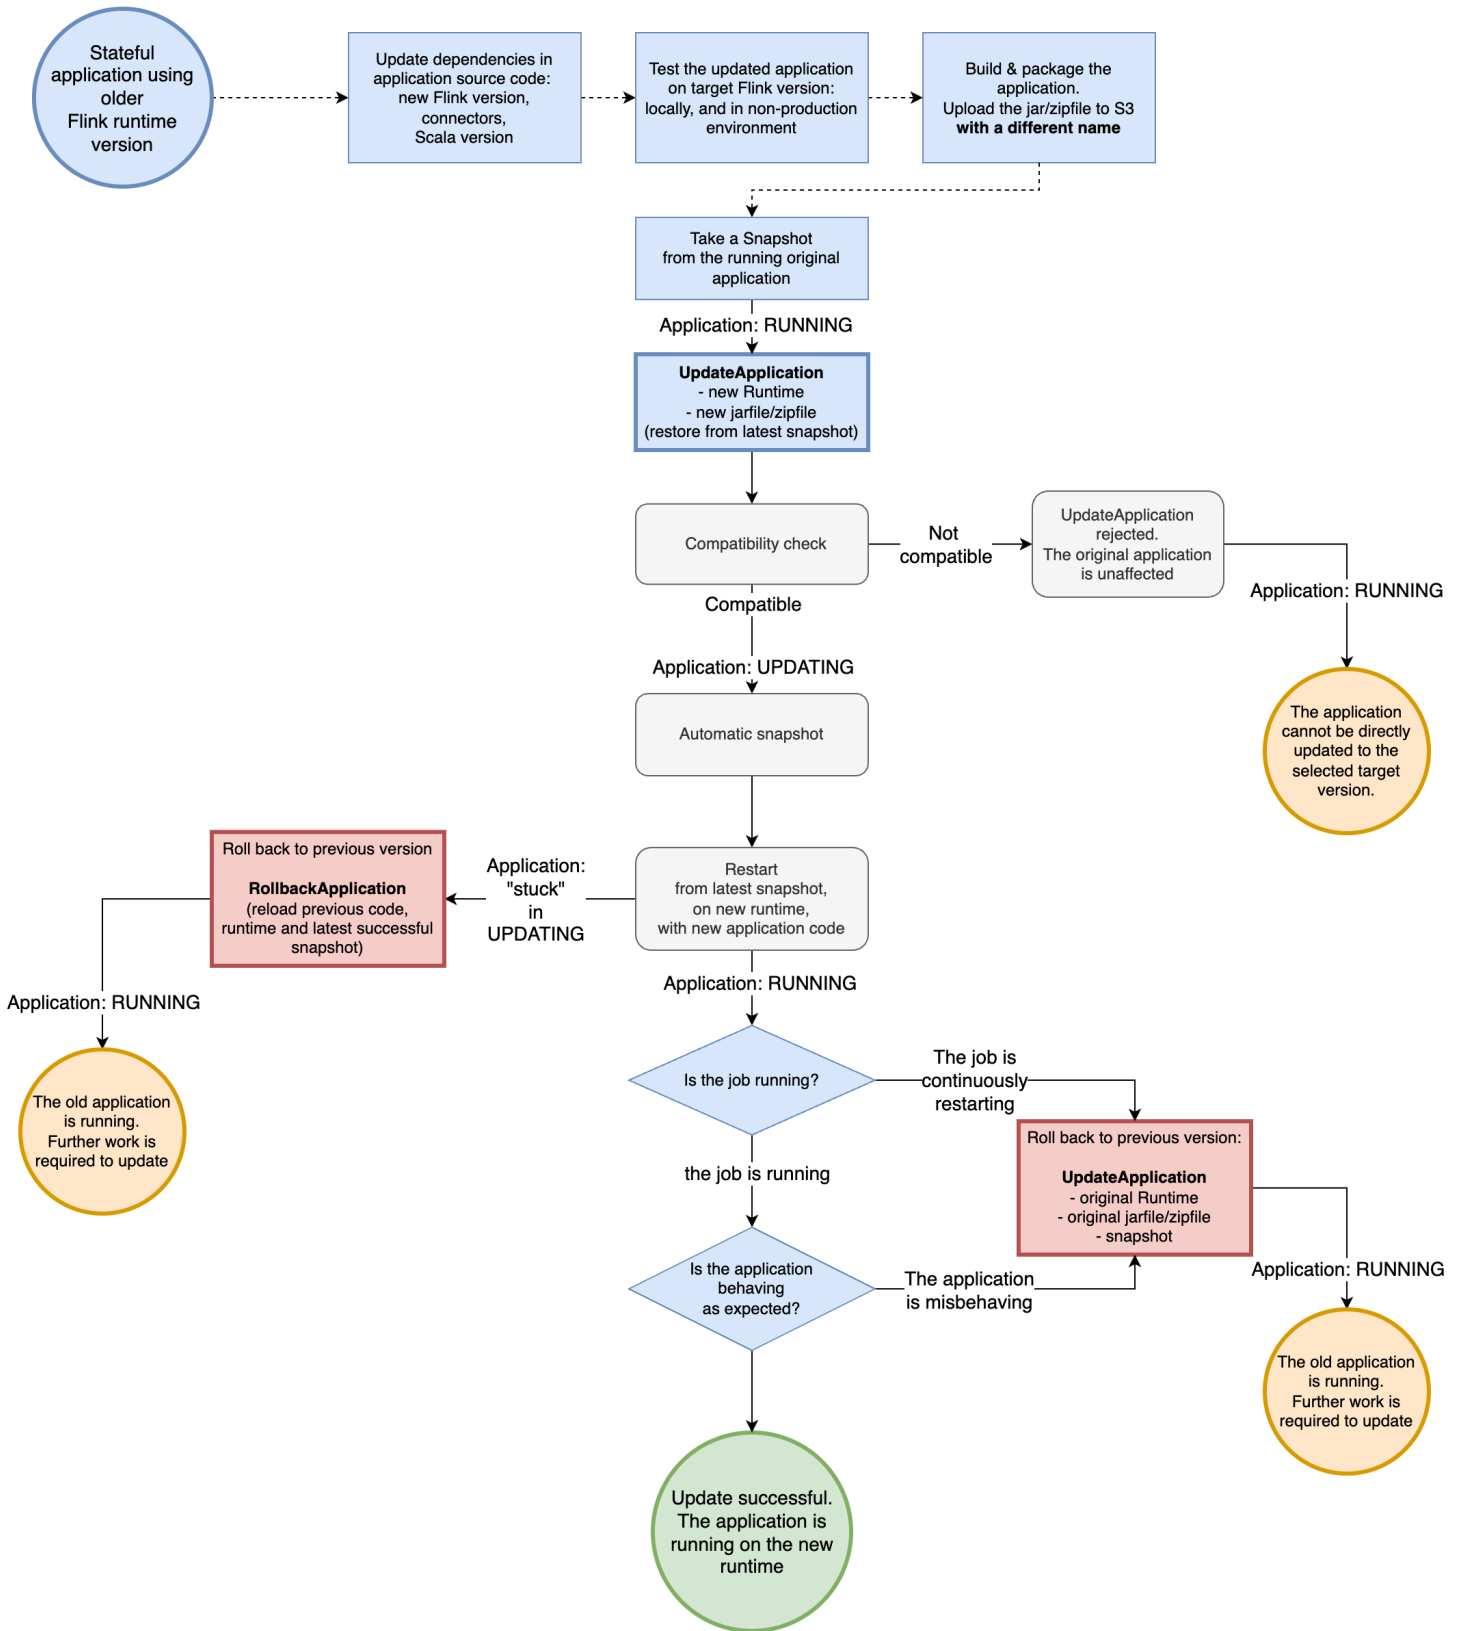 Stateful
application using
older
Flink runtime
version
Update dependencies in
application source code:
new Flink version,
connectors,
Scala version
Test the updated application
on target Flink version:
locally, and in non-production
environment
Build & package the
application.
Upload the jar/zipfile to S3
with a different name
Take a Snapshot
from the running original
application
Application: RUNNING
UpdateApplication
- new Runtime
- new jarfile/zipfile
(restore from latest snapshot)
Compatibility check
Not
compatible
UpdateApplication
rejected.
The original application
is unaffected
Application: RUNNING
The application
cannot be directly
updated to the
selected target
version.
Compatible
Application: UPDATING
Automatic snapshot
Restart
from latest snapshot,
on new runtime,
with new application code
Application:
"stuck"
in
UPDATING
Roll back to previous version
RollbackApplication
(reload previous code,
runtime and latest successful
snapshot)
Application: RUNNING
The old application
is running.
Further work is
required to update
Application: RUNNING
Is the job running?
The job is
continuously
restarting
the job is running
Roll back to previous version:
UpdateApplication
- original Runtime
- original jarfile/zipfile
- snapshot
Is the application
behaving
as expected?
The application
is misbehaving
Application: RUNNING
The old application
is running.
Further work is
required to update
Update successful.
The application is
running on the new
runtime